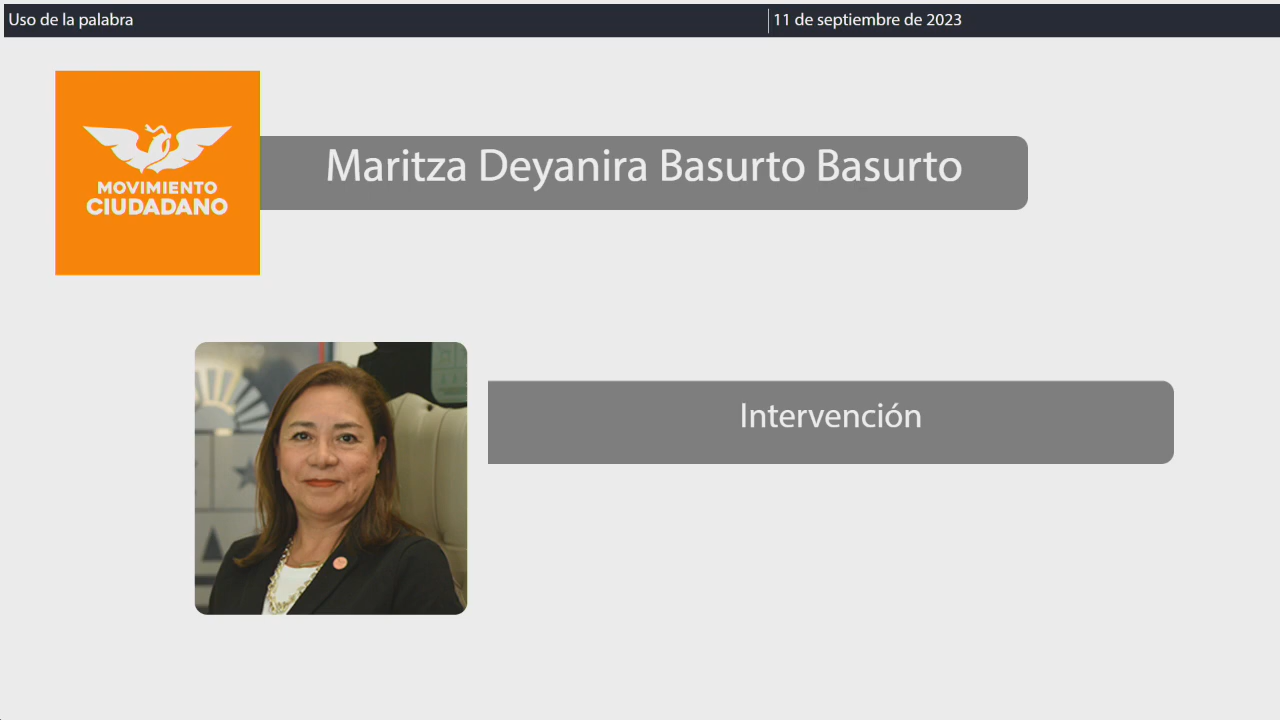 Uso de la palabra
11 de septiembre de 2023
MOVIMIENTO
CIUDADANO
Maritza Deyanira Basurto Basurto
Intervención